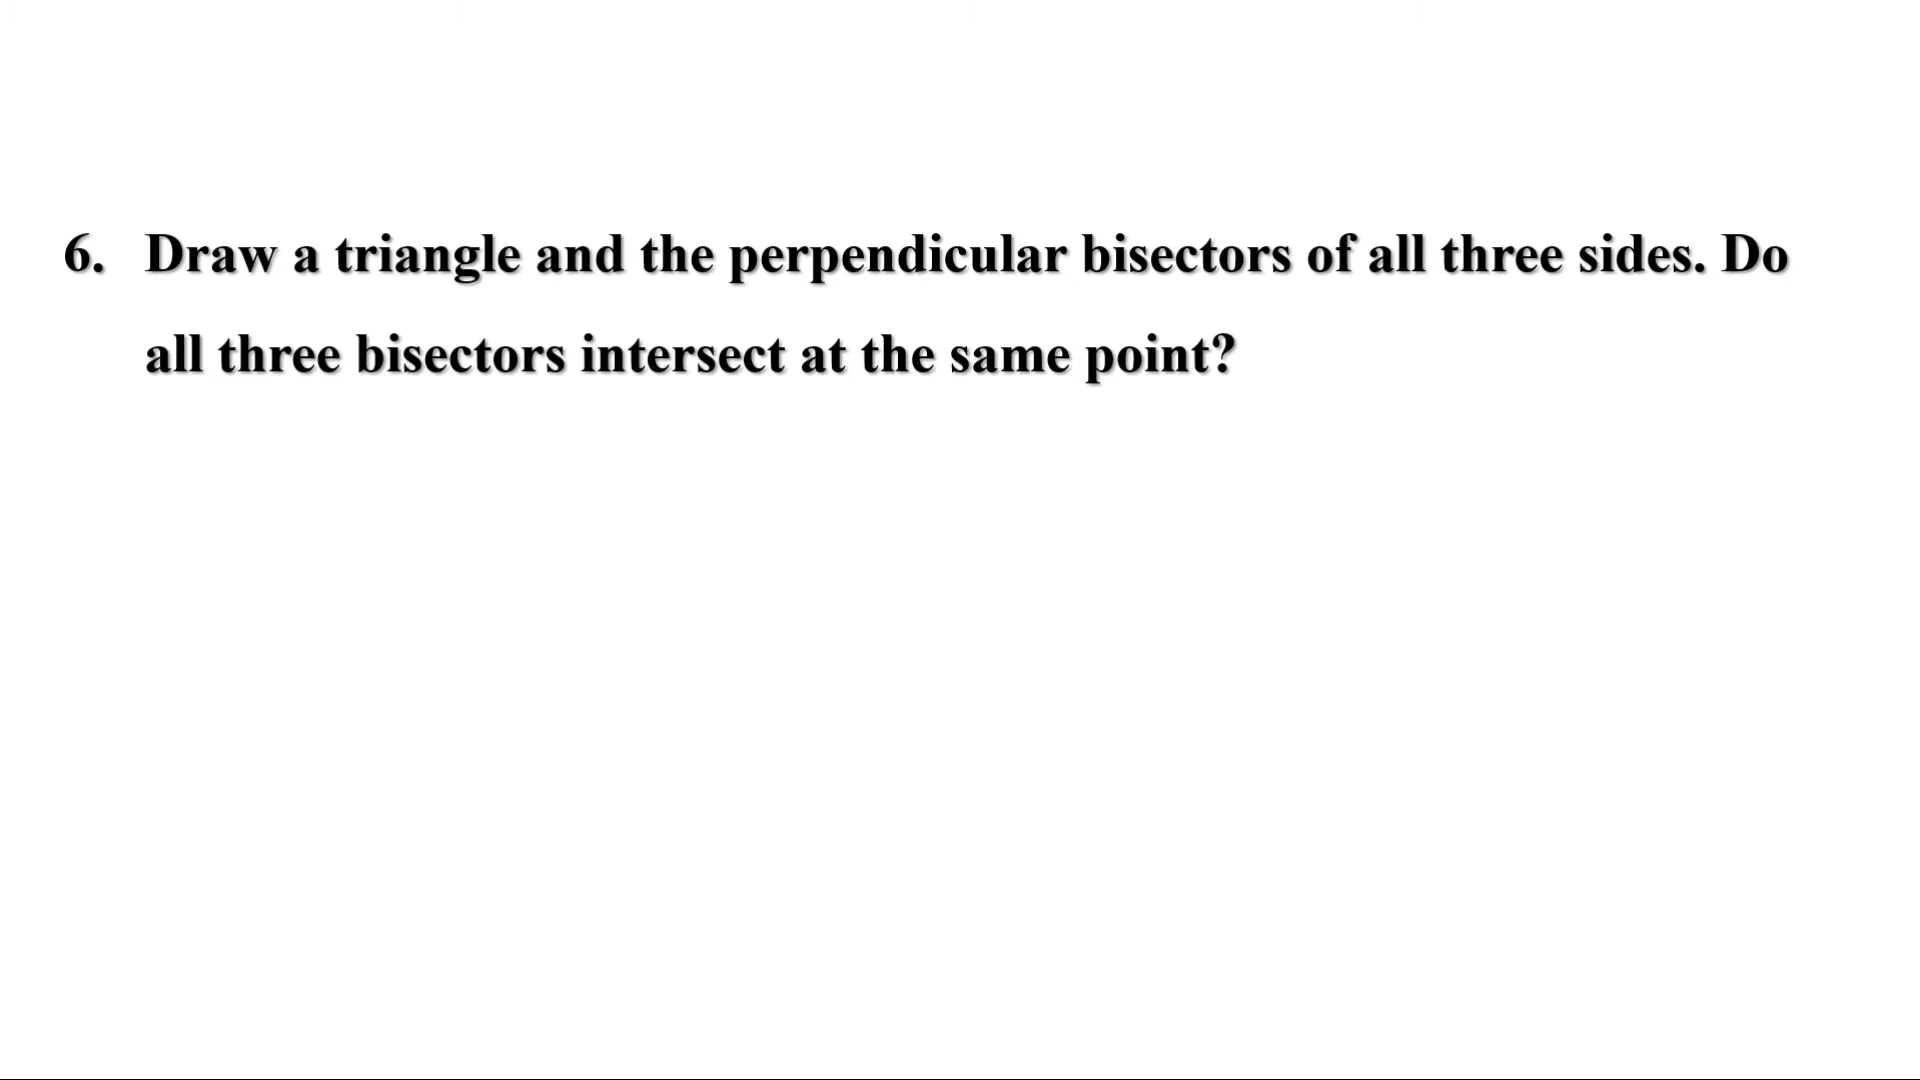 6. Draw a triangle and the perpendicular bisectors of all three sides. Do
all three bisectors intersect at the same point?